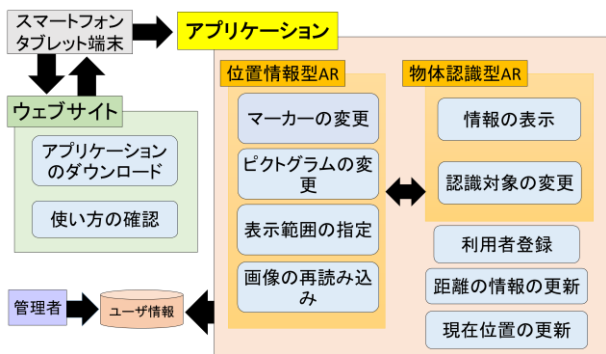 スマートフォン
タブレット端末
アプリケーション
位置情報型AR
物体認識型AR
ウェブサイト
マーカーの変更
情報の表示
アプリケーション
のダウンロード
ピクトグラムの変
更
認識対象の変更
使い方の確認
表示範囲の指定
利用者登録
画像の再読み込
み
距離の情報の更新
管理者
ユーザ情報
現在位置の更新